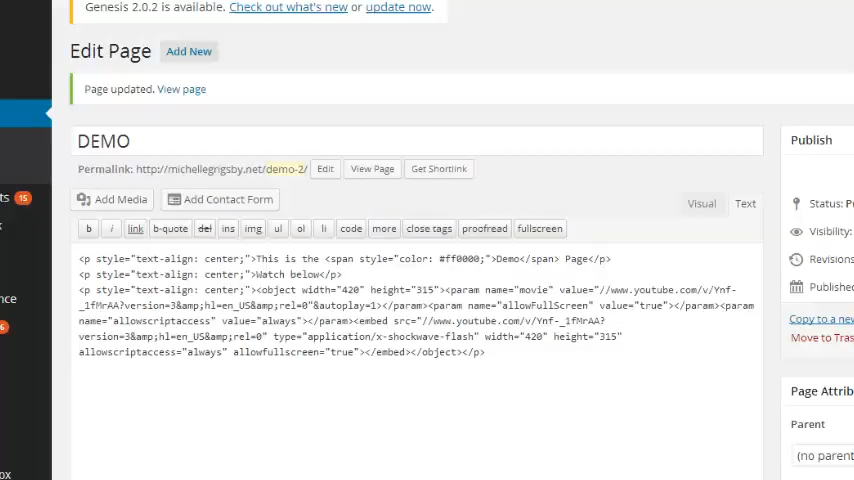 Genesis 2.0.2 is available. Check out what's new or update now.
Edit Page Add New
Page updated. View page
DEMO
Publish
Permalink: http://michellegrigsby.net/demo-2/ Edit View Page Get Shortlink
Add Media Add Contact Form
Visual Text
ts 15
Status: P
b i link b-quote del ins img ul ol li code more close tags proofread fullscreen
Visibility:
<p style="text-align: center;">This is the <span style="color: #ff0000;">Demo</span> Page</p>
Revisions
<p style="text-align: center;">Watch below</p>
<p style="text-align: center;"><object width="420" height="315"><param name="movie" value="//www.youtube.com/v/Ynf-
Published
_1fMrAA?version=3&amp;hl=en_US&amp;rel=0"&autoplay=1></param><param name="allowFullScreen" value="true"></param><param
name="allowscriptaccess" value="always"></param><embed src="//www.youtube.com/v/Ynf-_1fMrAA?
Copy to a new
version=3&amp;hl=en_US&amp;rel=0" type="application/x-shockwave-flash" width="420" height="315"
Move to Tras
allowscriptaccess="always" allowfullscreen="true"></embed></object></p>
nce
Page Attrib
Parent
(no parent
ox